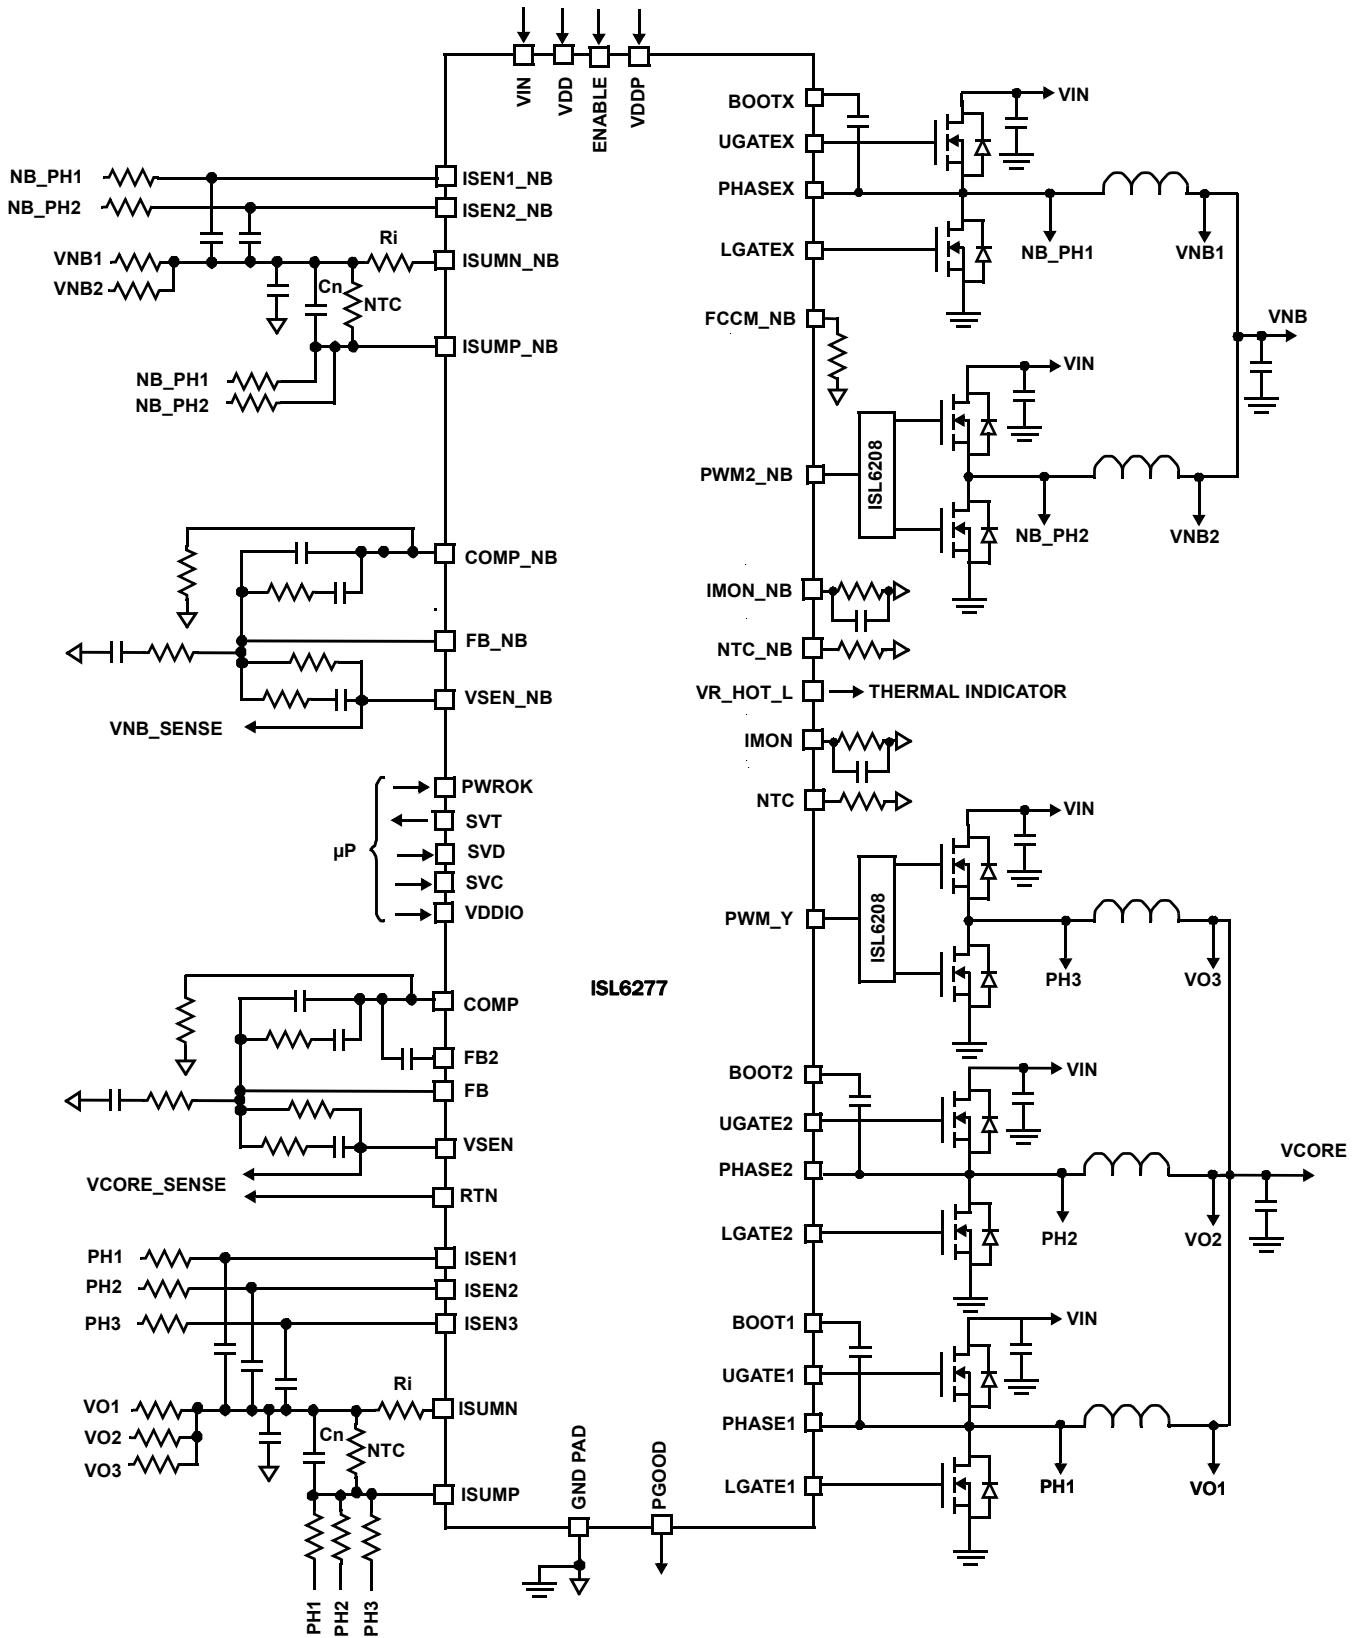 VIN
VDD
ENABLE
VDDP
NB_PH1
NB_PH2
VNB1
VNB2
Ri
Cn
NTC
NB_PH1
NB_PH2
ISEN1_NB
ISEN2_NB
ISUMN_NB
ISUMP_NB
COMP_NB
FB_NB
VSEN_NB
VNB_SENSE
µP
PWROK
SVT
SVD
SVC
VDDIO
COMP
FB2
FB
VSEN
VCORE_SENSE
RTN
PH1
PH2
PH3
ISEN1
ISEN2
ISEN3
VO1
VO2
VO3
Ri
Cn
NTC
ISUMN
ISUMP
PH1
PH2
PH3
ISL6277
GND PAD
PGOOD
BOOTX
UGATEX
PHASEX
LGATEX
VIN
NB_PH1
VNB1
FCCM_NB
VNB
VIN
PWM2_NB
ISL6208
NB_PH2
VNB2
IMON_NB
NTC_NB
VR_HOT_L
THERMAL INDICATOR
IMON
NTC
VIN
PWM_Y
ISL6208
PH3
VO3
BOOT2
VIN
UGATE2
PHASE2
VCORE
LGATE2
PH2
VO2
BOOT1
VIN
UGATE1
PHASE1
LGATE1
PH1
VO1